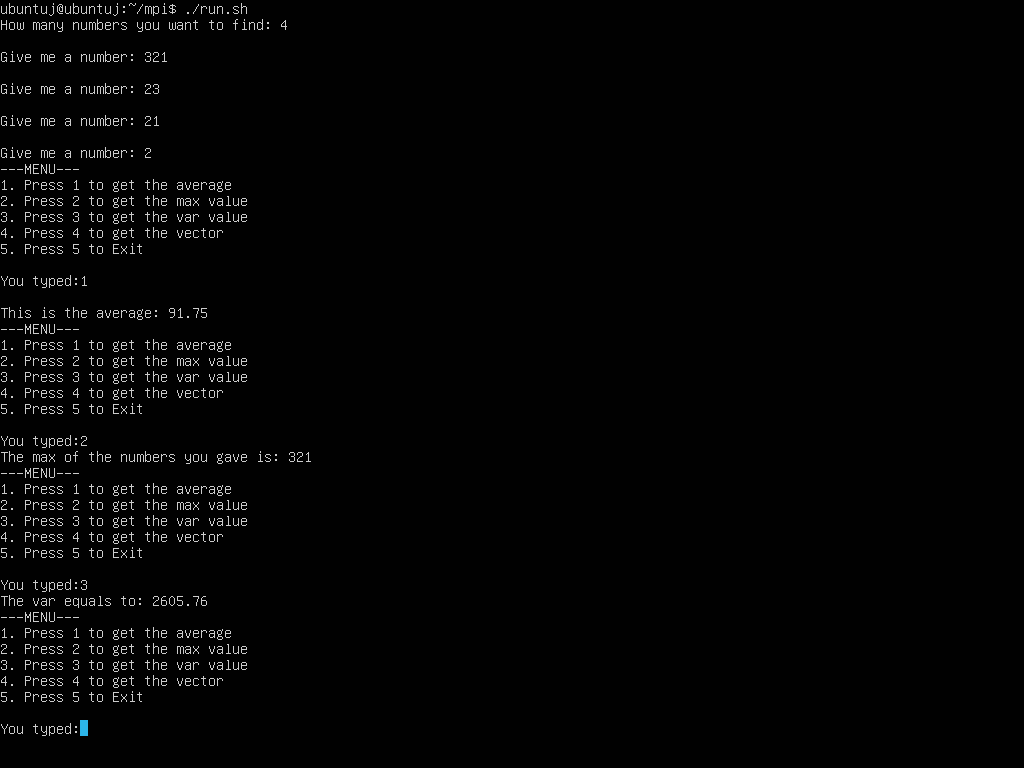 ubuntuj@ubuntuj:~/mpi$ ./run.sh
How many numbers you want to find: 4
Give me a number: 321
Give me a number: 23
Give me a number: 21
Give me a number: 2
---MENU---
1. Press 1 to get the average
2. Press 2 to get the max value
3. Press 3 to get the var value
4. Press 4 to get the vector
5. Press 5 to Exit
You typed:1
This is the average: 91.75
---MENU---
1. Press 1 to get the average
2. Press 2 to get the max value
3. Press 3 to get the var value
4. Press 4 to get the vector
5. Press 5 to Exit
You typed:2
The max of the numbers you gave is: 321
---MENU---
1. Press 1 to get the average
2. Press 2 to get the max value
3. Press 3 to get the var value
4. Press 4 to get the vector
5. Press 5 to Exit
You typed:3
The var equals to: 2605.76
---MENU---
1. Press 1 to get the average
2. Press 2 to get the max value
3. Press 3 to get the var value
4. Press 4 to get the vector
5. Press 5 to Exit
You typed: